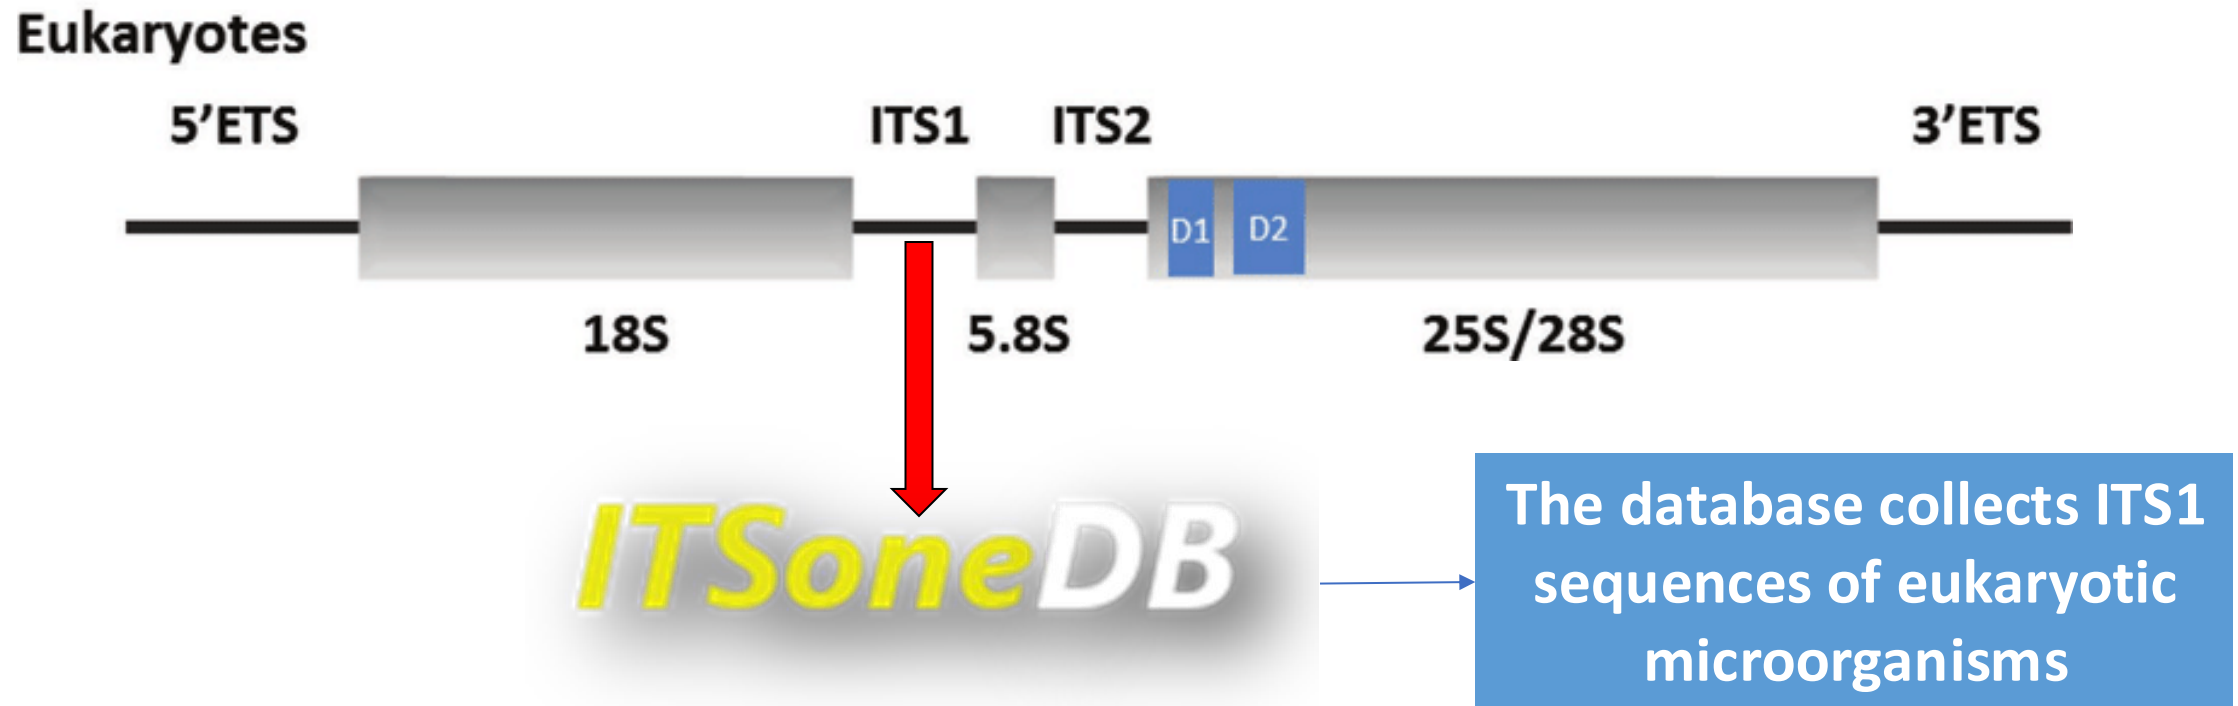 Eukaryotes
5’ETS ITS1 ITS2 3’ETS
D1 D2
18S 5.8S 25S/28S
ITSoneDB
The database collects ITS1
sequences of eukaryotic
microorganisms